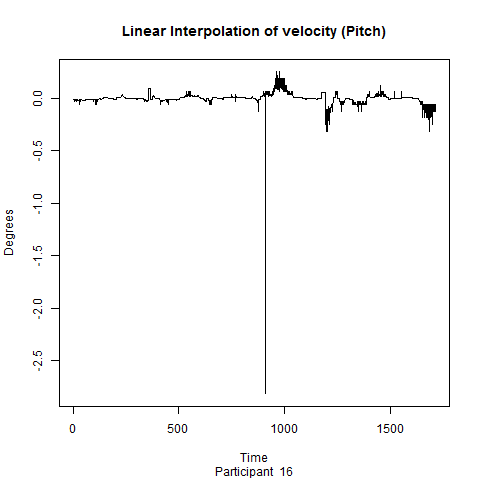 Linear Interpolation of velocity (Pitch)
0.0
-0.5
-1.0
-1.5
-2.0
-2.5
Degrees
0 500 1000 1500
Time
Participant 16